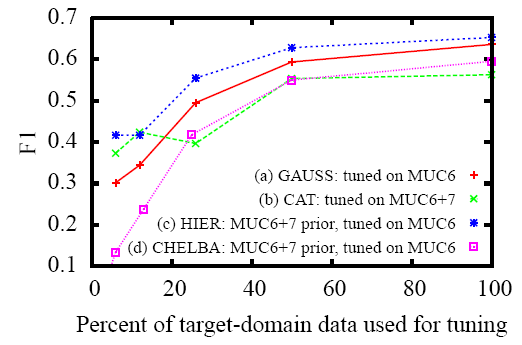 0.7
0.6
0.5
0.4
0.3
0.2
0.1
F1
(a) GAUSS: tuned on MUC6
(b) CAT: tuned on MUC6+7
(c) HIER: MUC6+7 prior, tuned on MUC6
(d) CHELBA: MUC6+7 prior, tuned on MUC6
0 20 40 60 80 100
Percent of target-domain data used for tuning